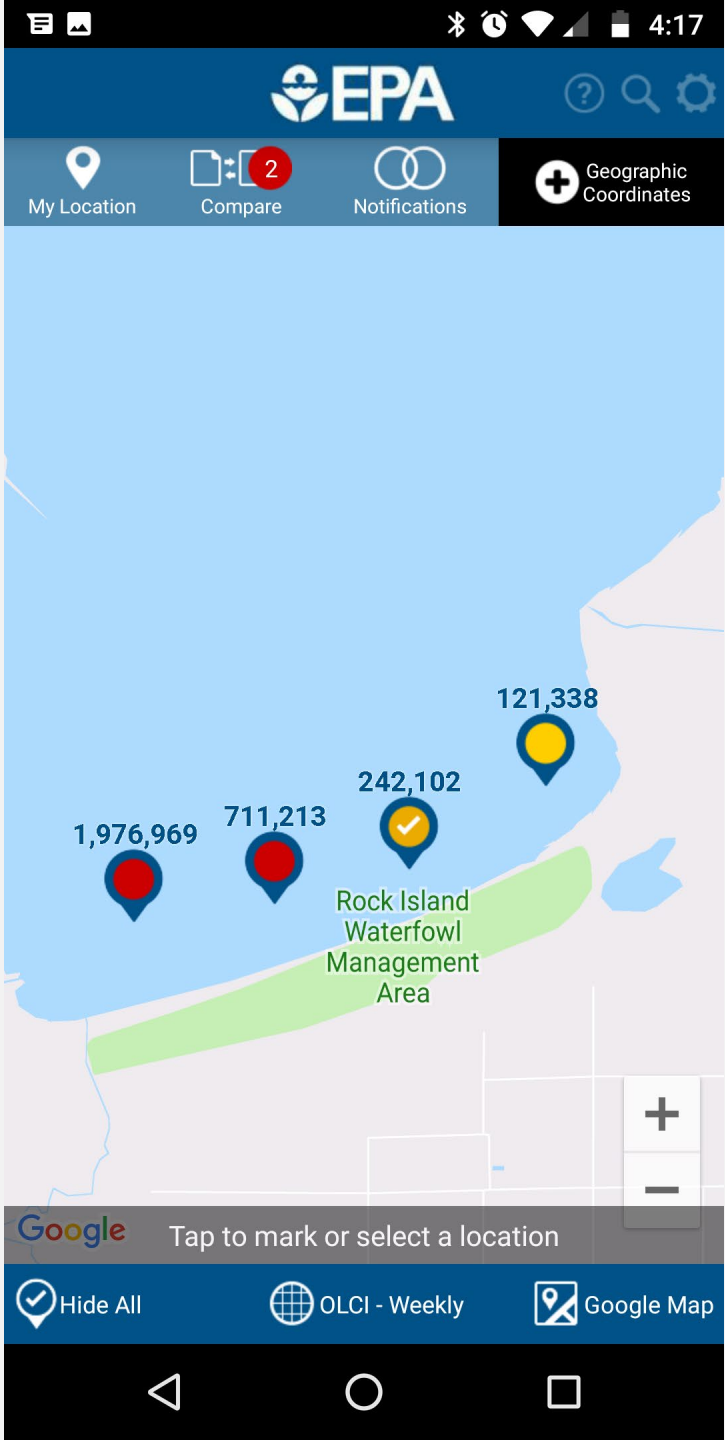 4:17
EPA
My Location
2
Compare
Notifications
Geographic
Coordinates
121,338
242,102
711,213
1,976,969
Rock Island
Waterfowl
Management
Area
Google
Tap to mark or select a location
Hide All
OLCI - Weekly
Google Map